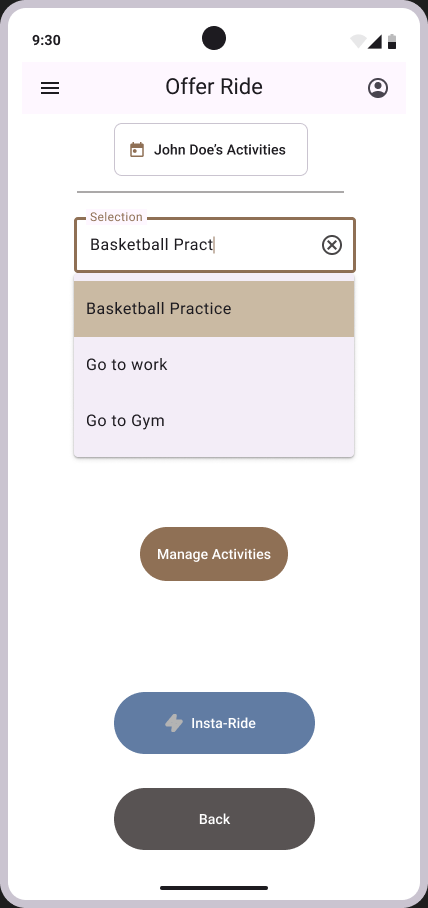 9:30
Offer Ride
John Doe's Activities
Selection
Basketball Pract
Basketball Practice
Go to work
Go to Gym
Manage Activities
Insta-Ride
Back